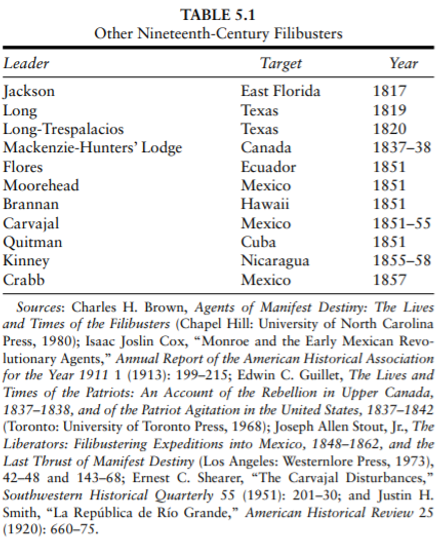 TABLE 5.1
Other Nineteenth-Century Filibusters
Leader Target Year
Jackson East Florida 1817
Long Texas 1819
Long-Trespalacios Texas 1820
Mackenzie-Hunters’ Lodge Canada 1837–38
Flores Ecuador 1851
Moorehead Mexico 1851
Brannan Hawaii 1851
Carvajal Mexico 1851–55
Quitman Cuba 1851
Kinney Nicaragua 1855–58
Crabb Mexico 1857
Sources: Charles H. Brown, Agents of Manifest Destiny: The Lives
and Times of the Filibusters (Chapel Hill: University of North Carolina
Press, 1980); Isaac Joslin Cox, “Monroe and the Early Mexican Revo-
lutionary Agents,” Annual Report of the American Historical Association
for the Year 1911 1 (1913): 199–215; Edwin C. Guillet, The Lives and
Times of the Patriots: An Account of the Rebellion in Upper Canada,
1837–1838, and of the Patriot Agitation in the United States, 1837–1842
(Toronto: University of Toronto Press, 1968); Joseph Allen Stout, Jr., The
Liberators: Filibustering Expeditions into Mexico, 1848–1862, and the
Last Thrust of Manifest Destiny (Los Angeles: Westernlore Press, 1973),
42–48 and 143–68; Ernest C. Shearer, “The Carvajal Disturbances,”
Southwestern Historical Quarterly 55 (1951): 201–30; and Justin H.
Smith, “La República de Río Grande,” American Historical Review 25
(1920): 660–75.